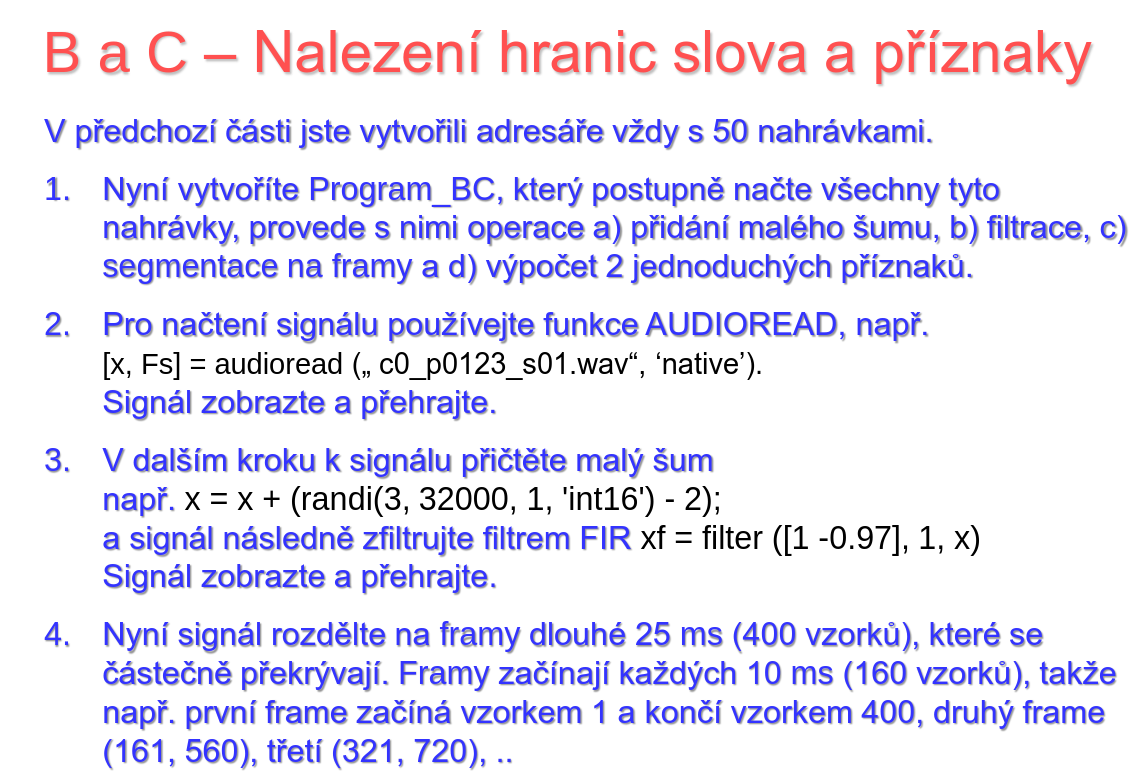 B a C – Nalezení hranic slova a příznaky
V předchozí části jste vytvořili adresáře vždy s 50 nahrávkami.
1. Nyní vytvoříte Program_BC, který postupně načte všechny tyto
nahrávky, provede s nimi operace a) přidání malého šumu, b) filtrace, c)
segmentace na framy a d) výpočet 2 jednoduchých příznaků.
2. Pro načtení signálu používejte funkce AUDIOREAD, např.
[x, Fs] = audioread („ c0_p0123_s01.wav“, ‘native’).
Signál zobrazte a přehrajte.
3. V dalším kroku k signálu přičtěte malý šum
např. x = x + (randi(3, 32000, 1, 'int16') - 2);
a signál následně zfiltrujte filtrem FIR xf = filter ([1 -0.97], 1, x)
Signál zobrazte a přehrajte.
4. Nyní signál rozdělte na framy dlouhé 25 ms (400 vzorků), které se
částečně překrývají. Framy začínají každých 10 ms (160 vzorků), takže
např. první frame začíná vzorkem 1 a končí vzorkem 400, druhý frame
(161, 560), třetí (321, 720), ..